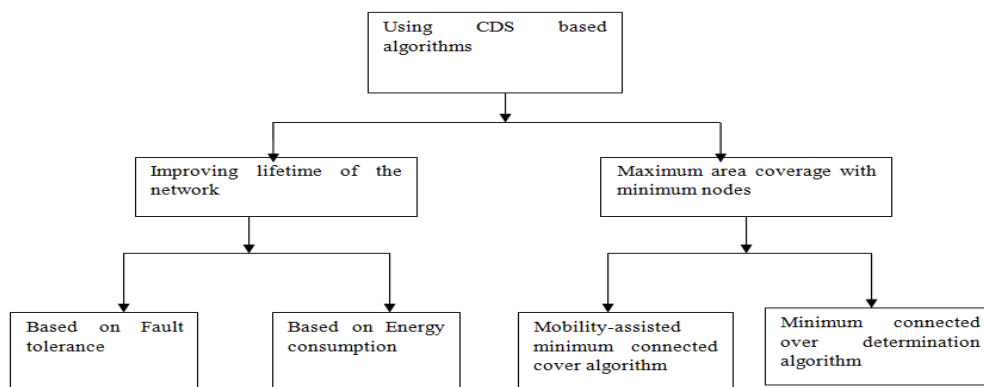 Using CDS based
algorithms
Improving lifetime of the
network
Maximum area coverage with
minimum nodes
Based on Fault
tolerance
Based on Energy
consumption
Mobility-assisted
minimum connected
cover algorithm
Minimum connected
over determination
algorithm